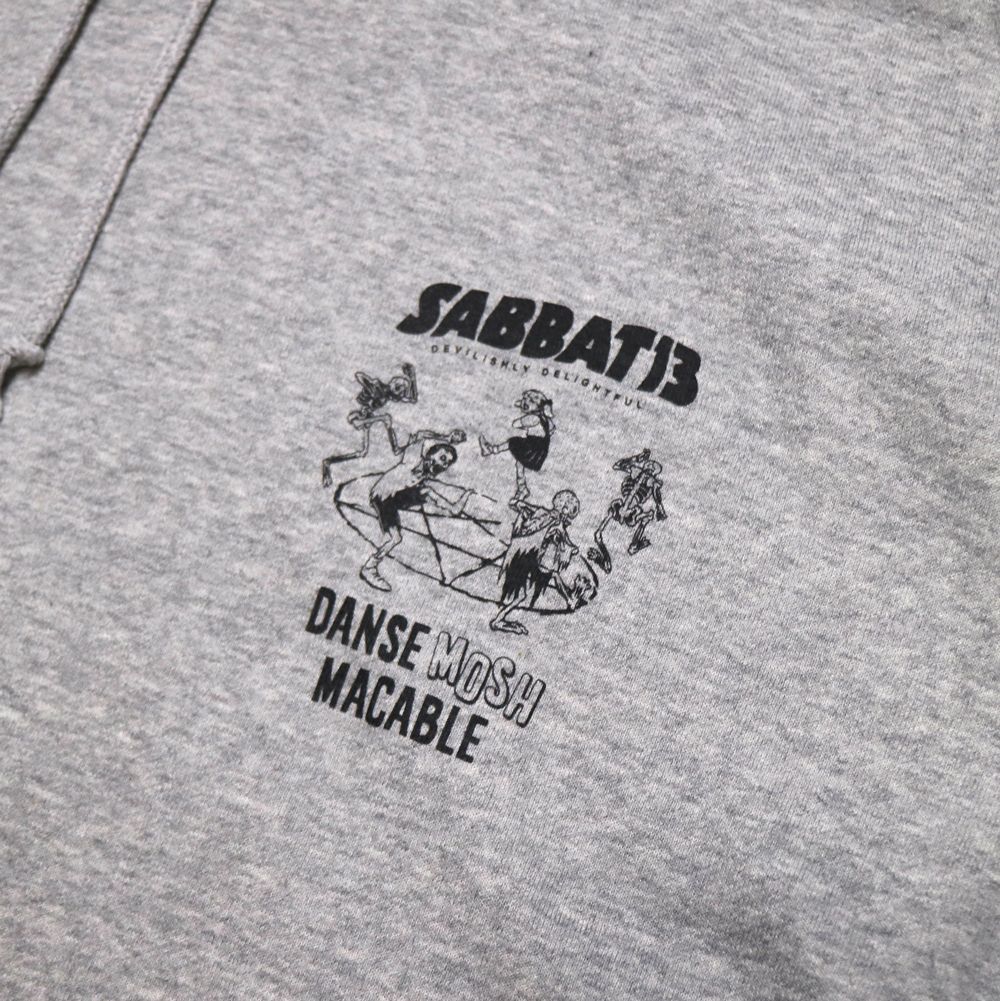 SABBAT13
DEVILISHLY DELIGHTFUL
DANSE MOSH
MACABLE